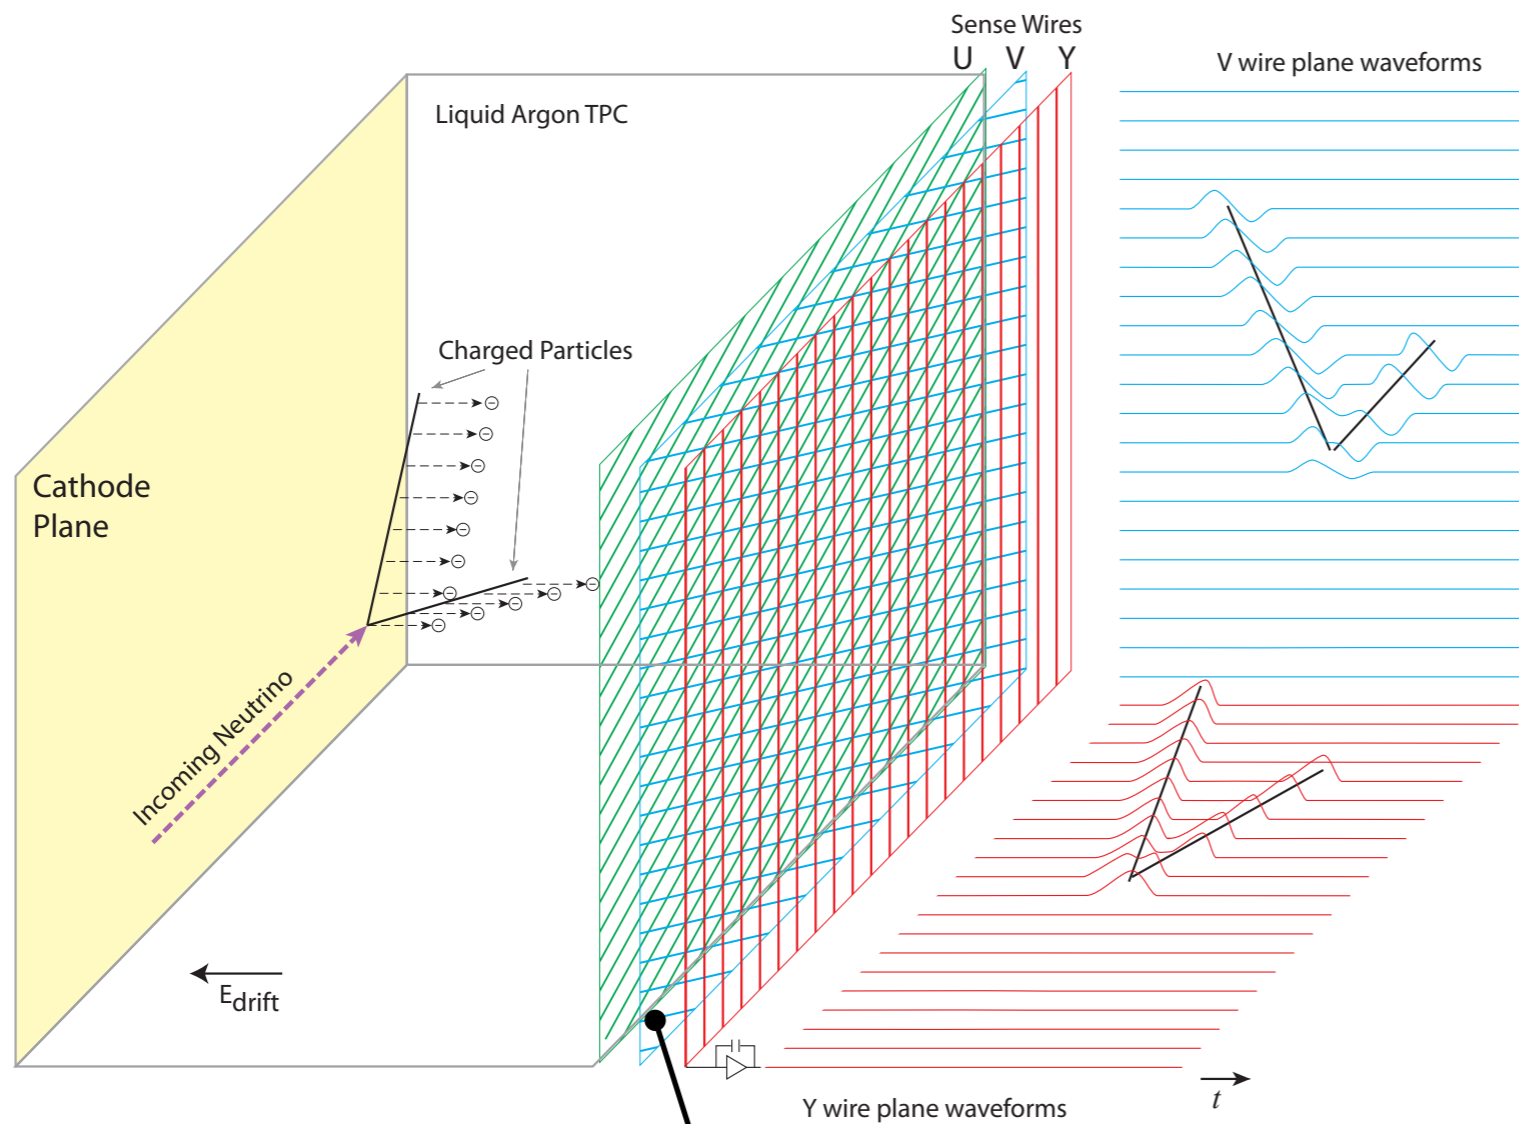 Sense Wires
U V Y
V wire plane waveforms
Liquid Argon TPC
Charged Particles
Cathode
Plane
Incoming Neutrino
Edrift
t
Y wire plane waveforms